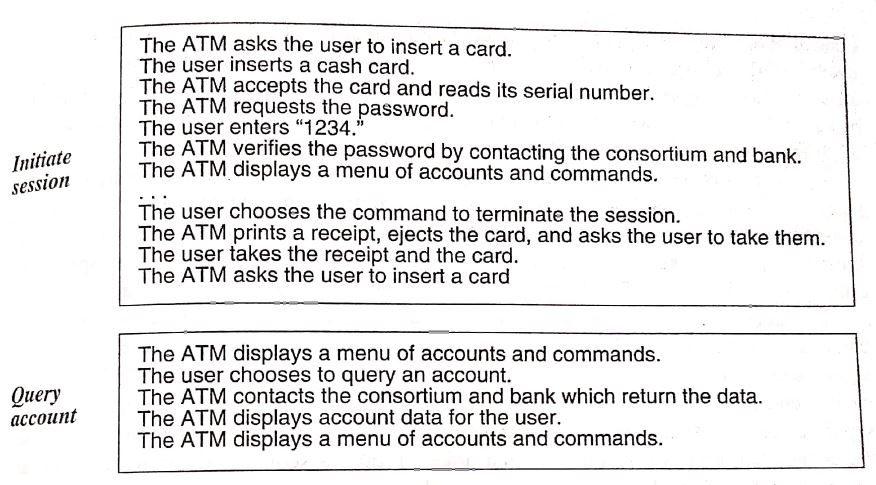 Initiate
session
The ATM asks the user to insert a card.
The user inserts a cash card.
The ATM accepts the card and reads its serial number.
The ATM requests the password.
The user enters “1234.”
The ATM verifies the password by contacting the consortium and bank.
The ATM displays a menu of accounts and commands.
. . .
The user chooses the command to terminate the session.
The ATM prints a receipt, ejects the card, and asks the user to take them.
The user takes the receipt and the card.
The ATM asks the user to insert a card
Query
account
The ATM displays a menu of accounts and commands.
The user chooses to query an account.
The ATM contacts the consortium and bank which return the data.
The ATM displays account data for the user.
The ATM displays a menu of accounts and commands.